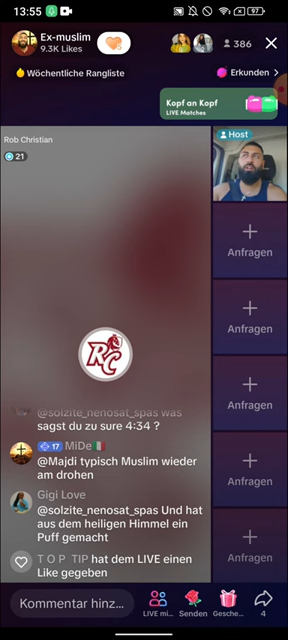 13:55
97
Ex-muslim
9.3K Likes
386
Wöchentliche Rangliste
Erkunden
Kopf an Kopf
LIVE Matches
Rob Christian
21
Host
Anfragen
Anfragen
Anfragen
Anfragen
Anfragen
RC
@solzite_nenosat_spas was
sagst du zu sure 4:34 ?
17 MiDe
@Majdi typisch Muslim wieder
am drohen
Gigi Love
@solzite_nenosat_spas Und hat
aus dem heiligen Himmel ein
Puff gemacht
T O P TIP hat dem LIVE einen
Like gegeben
Kommentar hinz...
LIVE mi...
Senden
Gesche...
4